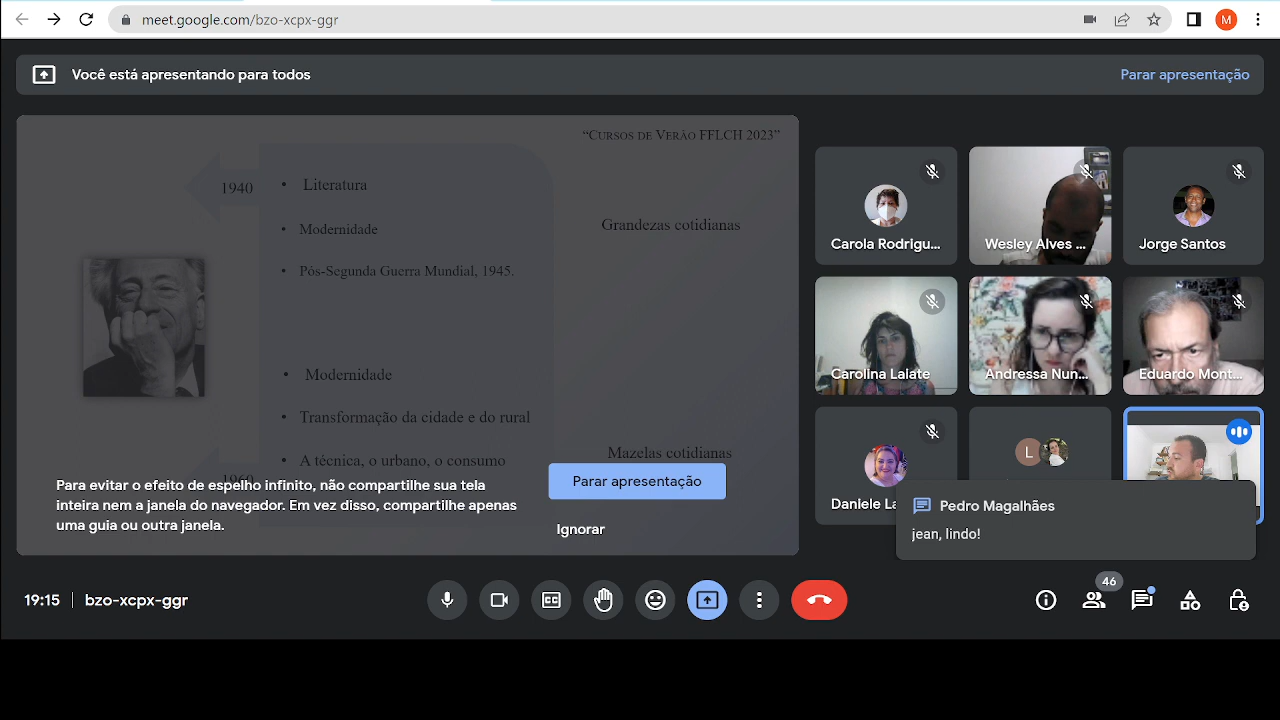 meet.google.com/bzo-xcpx-ggr
M
Você está apresentando para todos
Parar apresentação
“CURSOS DE VERÃO FFLCH 2023”
1940
• Literatura
• Modernidade
• Pós-Segunda Guerra Mundial, 1945.
Grandezas cotidianas
• Modernidade
• Transformação da cidade e do rural
• A técnica, o urbano, o consumo
Mazelas cotidianas
1960
Para evitar o efeito de espelho infinito, não compartilhe sua tela
inteira nem a janela do navegador. Em vez disso, compartilhe apenas
uma guia ou outra janela.
Parar apresentação
Ignorar
Carola Rodrigu...
Wesley Alves ...
Jorge Santos
Carolina Lalate
Andressa Nun...
Eduardo Mont...
Daniele La
L
Pedro Magalhães
jean, lindo!
19:15
bzo-xcpx-ggr
46